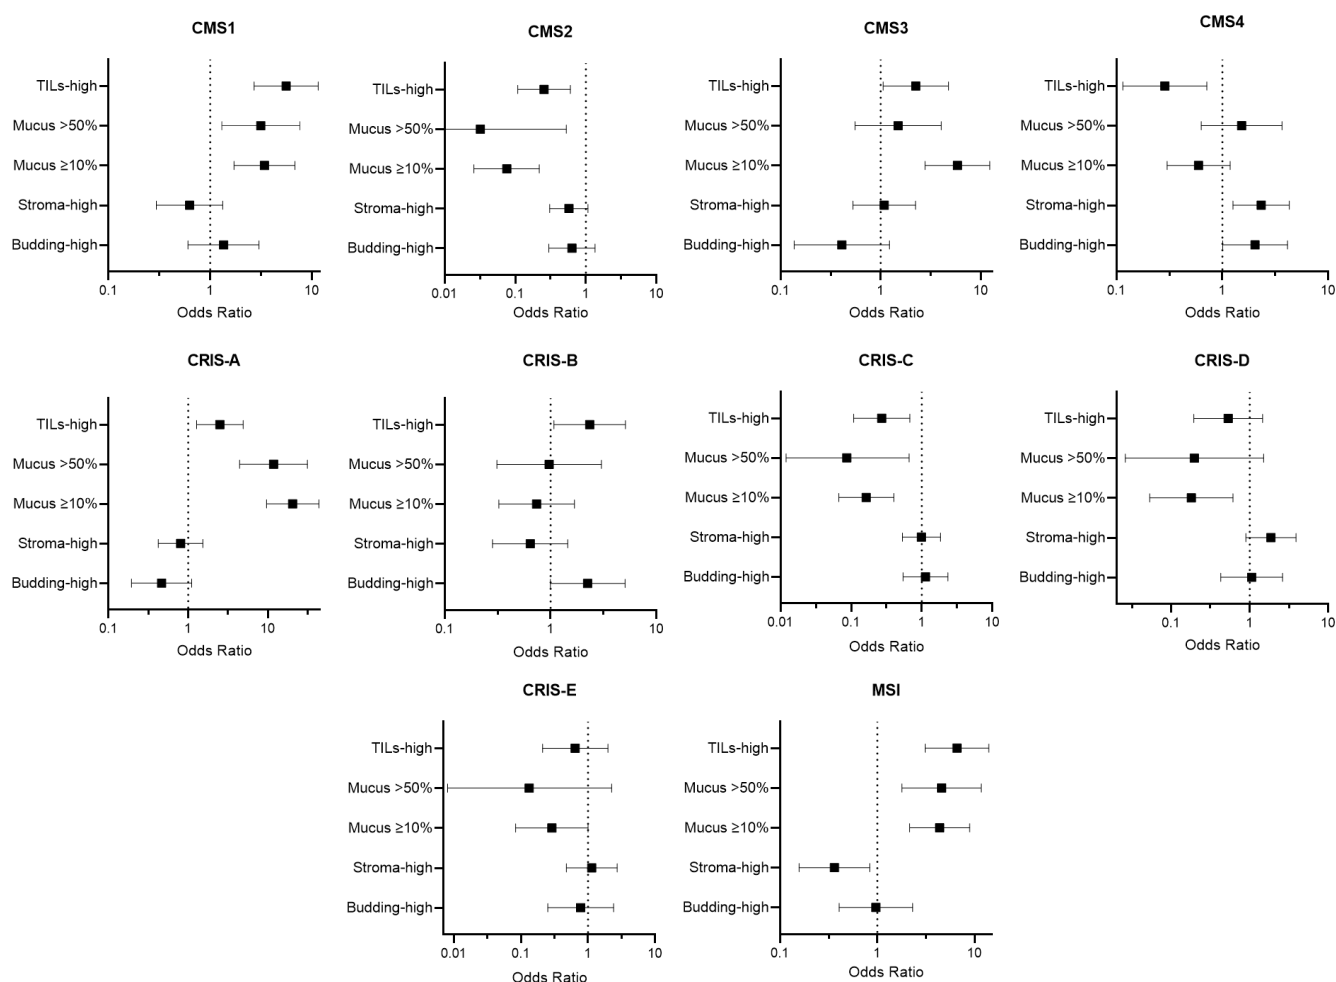 CMS1
TILs-high
Mucus >50%
Mucus ≥10%
Stroma-high
Budding-high
0.1 1 10
Odds Ratio
CMS2
TILs-high
Mucus >50%
Mucus ≥10%
Stroma-high
Budding-high
0.01 0.1 1 10
Odds Ratio
CMS3
TILs-high
Mucus >50%
Mucus ≥10%
Stroma-high
Budding-high
0.1 1 10
Odds Ratio
CMS4
TILs-high
Mucus >50%
Mucus ≥10%
Stroma-high
Budding-high
0.1 1 10
Odds Ratio
CRIS-A
TILs-high
Mucus >50%
Mucus ≥10%
Stroma-high
Budding-high
0.1 1 10
Odds Ratio
CRIS-B
TILs-high
Mucus >50%
Mucus ≥10%
Stroma-high
Budding-high
0.1 1 10
Odds Ratio
CRIS-C
TILs-high
Mucus >50%
Mucus ≥10%
Stroma-high
Budding-high
0.01 0.1 1 10
Odds Ratio
CRIS-D
TILs-high
Mucus >50%
Mucus ≥10%
Stroma-high
Budding-high
0.1 1 10
Odds Ratio
CRIS-E
TILs-high
Mucus >50%
Mucus ≥10%
Stroma-high
Budding-high
0.01 0.1 1 10
Odds Ratio
MSI
TILs-high
Mucus >50%
Mucus ≥10%
Stroma-high
Budding-high
0.1 1 10
Odds Ratio